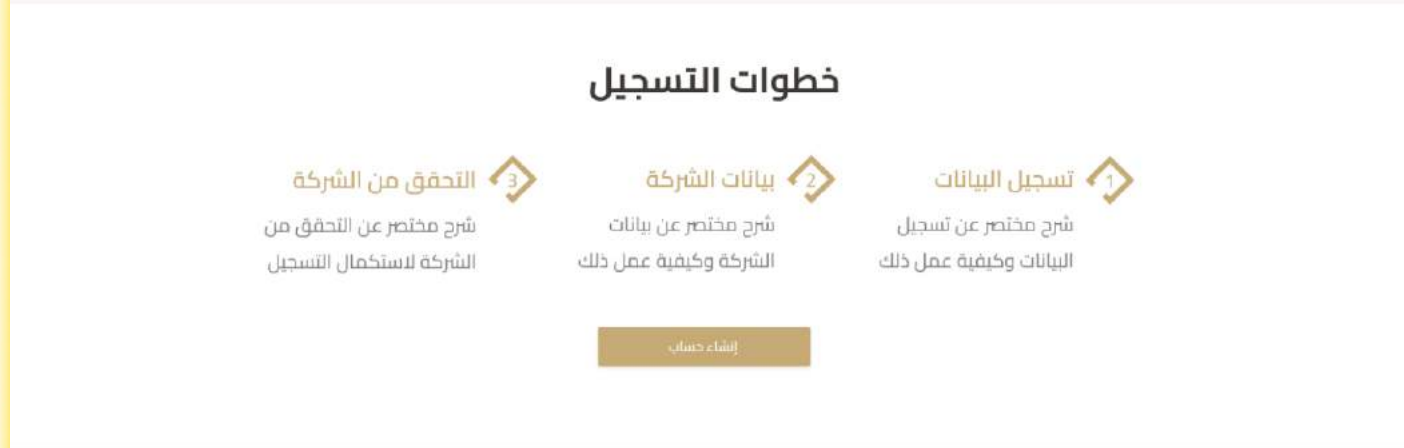 خطوات التسجيل
1 تسجيل البيانات
شرح مختصر عن تسجيل
البيانات وكيفية عمل ذلك
2 بيانات الشركة
شرح مختصر عن بيانات
الشركة وكيفية عمل ذلك
3 التحقق من الشركة
شرح مختصر عن التحقق من
الشركة لاستكمال التسجيل
إنشاء حساب